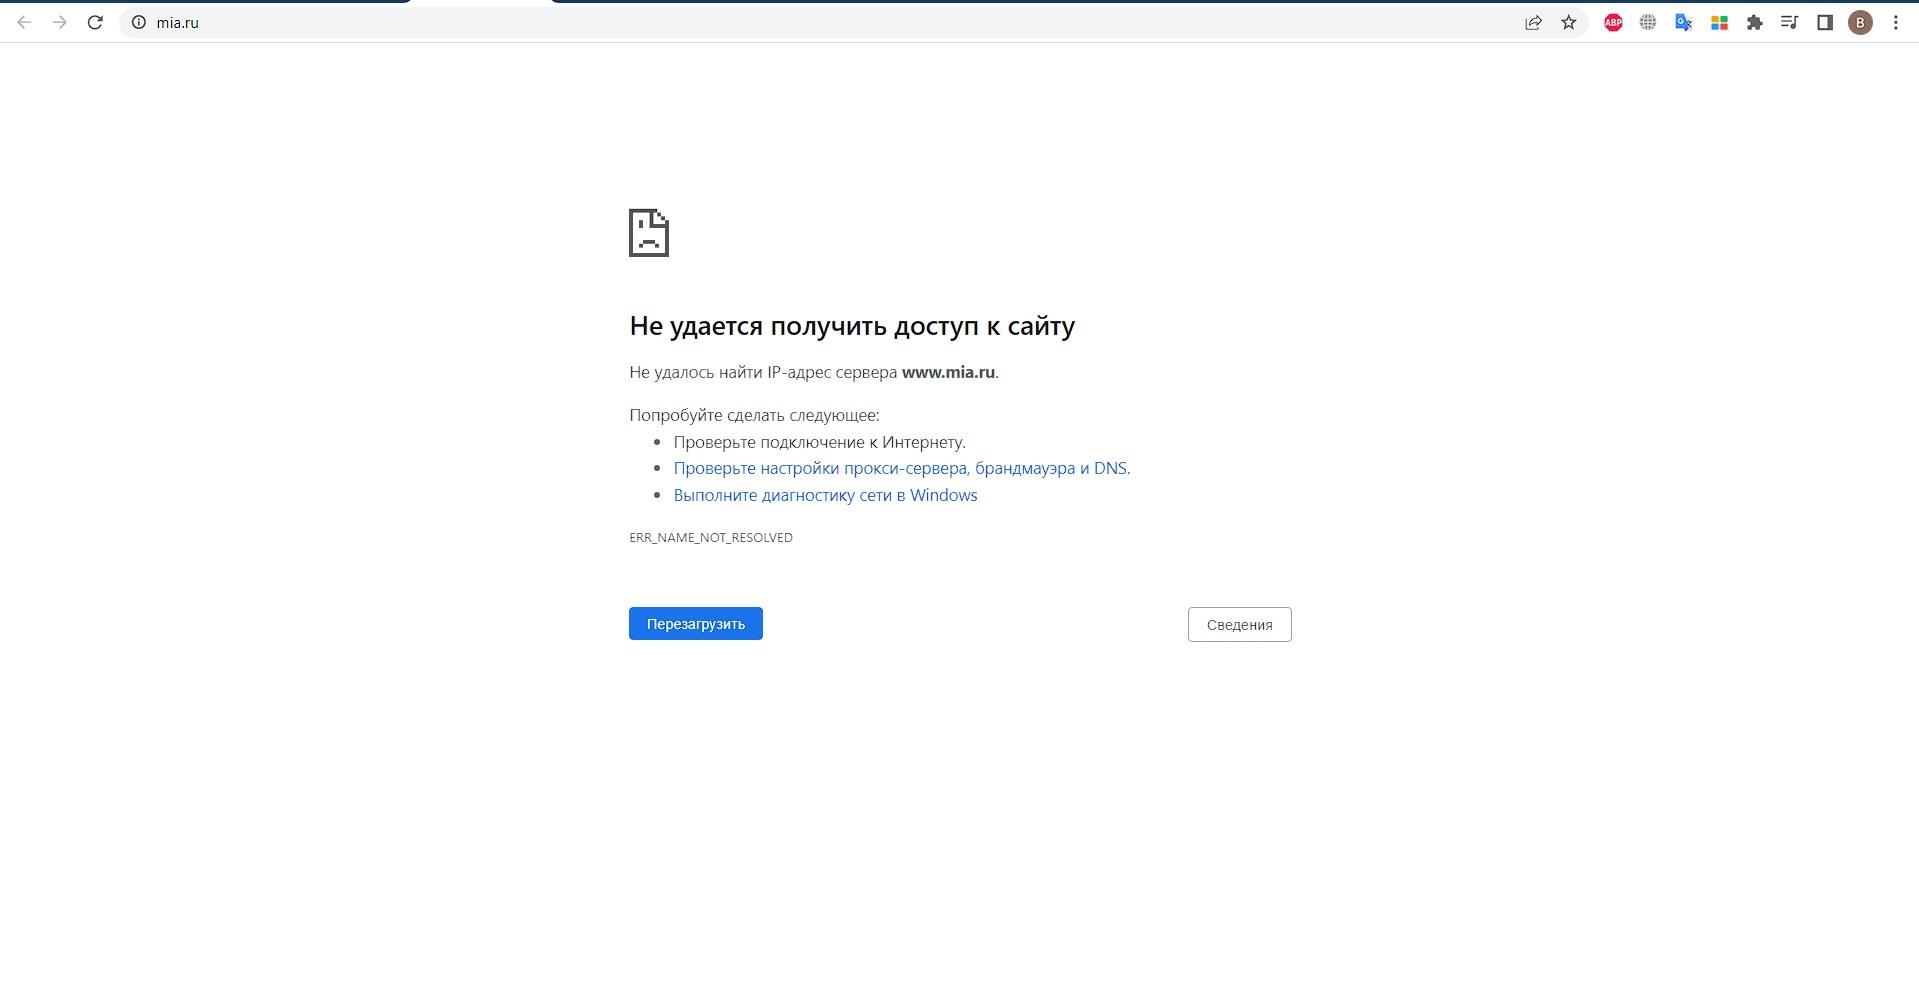 mia.ru
ABP
B
Не удается получить доступ к сайту
Не удалось найти IP-адрес сервера www.mia.ru.
Попробуйте сделать следующее:
Проверьте подключение к Интернету.
Проверьте настройки прокси-сервера, брандмауэра и DNS.
Выполните диагностику сети в Windows
ERR_NAME_NOT_RESOLVED
Перезагрузить
Сведения